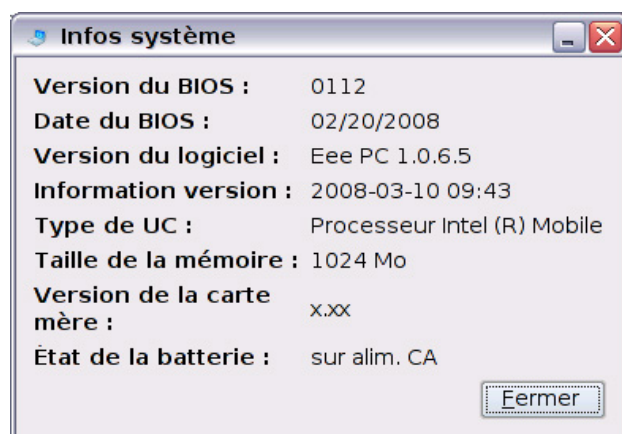 Infos système
Version du BIOS : 0112
Date du BIOS : 02/20/2008
Version du logiciel : Eee PC 1.0.6.5
Information version : 2008-03-10 09:43
Type de UC : Processeur Intel (R) Mobile
Taille de la mémoire : 1024 Mo
Version de la carte
mère : x.xx
État de la batterie : sur alim. CA
Fermer